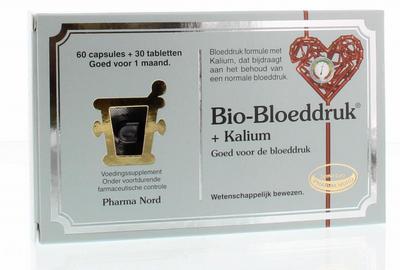 60 capsules + 30 tabletten
Goed voor 1 maand.
Voedingssupplement
Onder voortdurende
farmaceutische controle
Pharma Nord
Bloeddruk formule met
Kalium, dat bijdraagt
aan het behoud van
een normale bloeddruk.
Bio-Bloeddruk®
+ Kalium
Goed voor de bloeddruk
Wetenschappelijk bewezen.